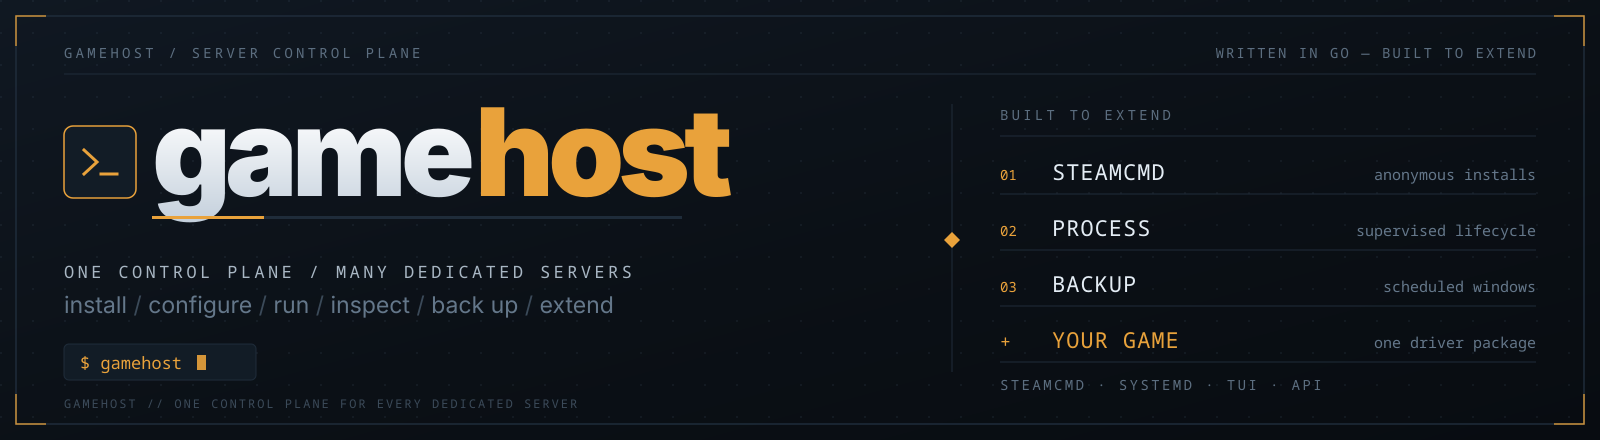 GAMEHOST / SERVER CONTROL PLANE
WRITTEN IN GO — BUILT TO EXTEND
>_ gamehost
ONE CONTROL PLANE / MANY DEDICATED SERVERS
install / configure / run / inspect / back up / extend
$ gamehost
GAMEHOST // ONE CONTROL PLANE FOR EVERY DEDICATED SERVER
BUILT TO EXTEND
01 STEAMCMD anonymous installs
02 PROCESS supervised lifecycle
03 BACKUP scheduled windows
+ YOUR GAME one driver package
STEAMCMD · SYSTEMD · TUI · API